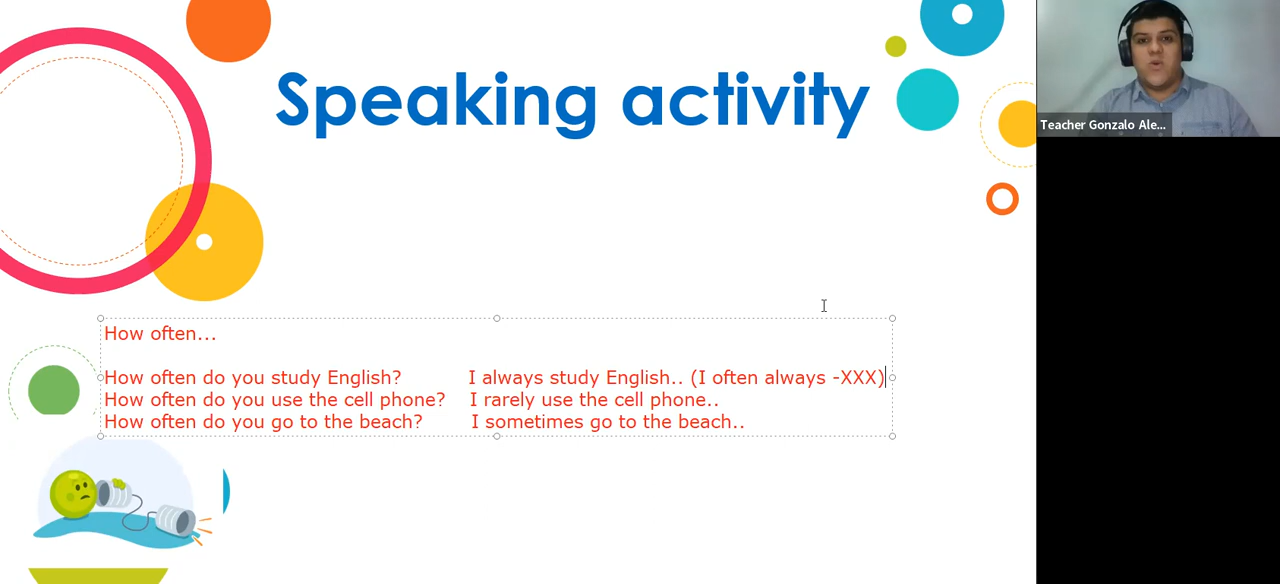 Speaking activity
Teacher Gonzalo Ale...
How often...
How often do you study English? I always study English.. (I often always -XXX)
How often do you use the cell phone? I rarely use the cell phone..
How often do you go to the beach? I sometimes go to the beach..